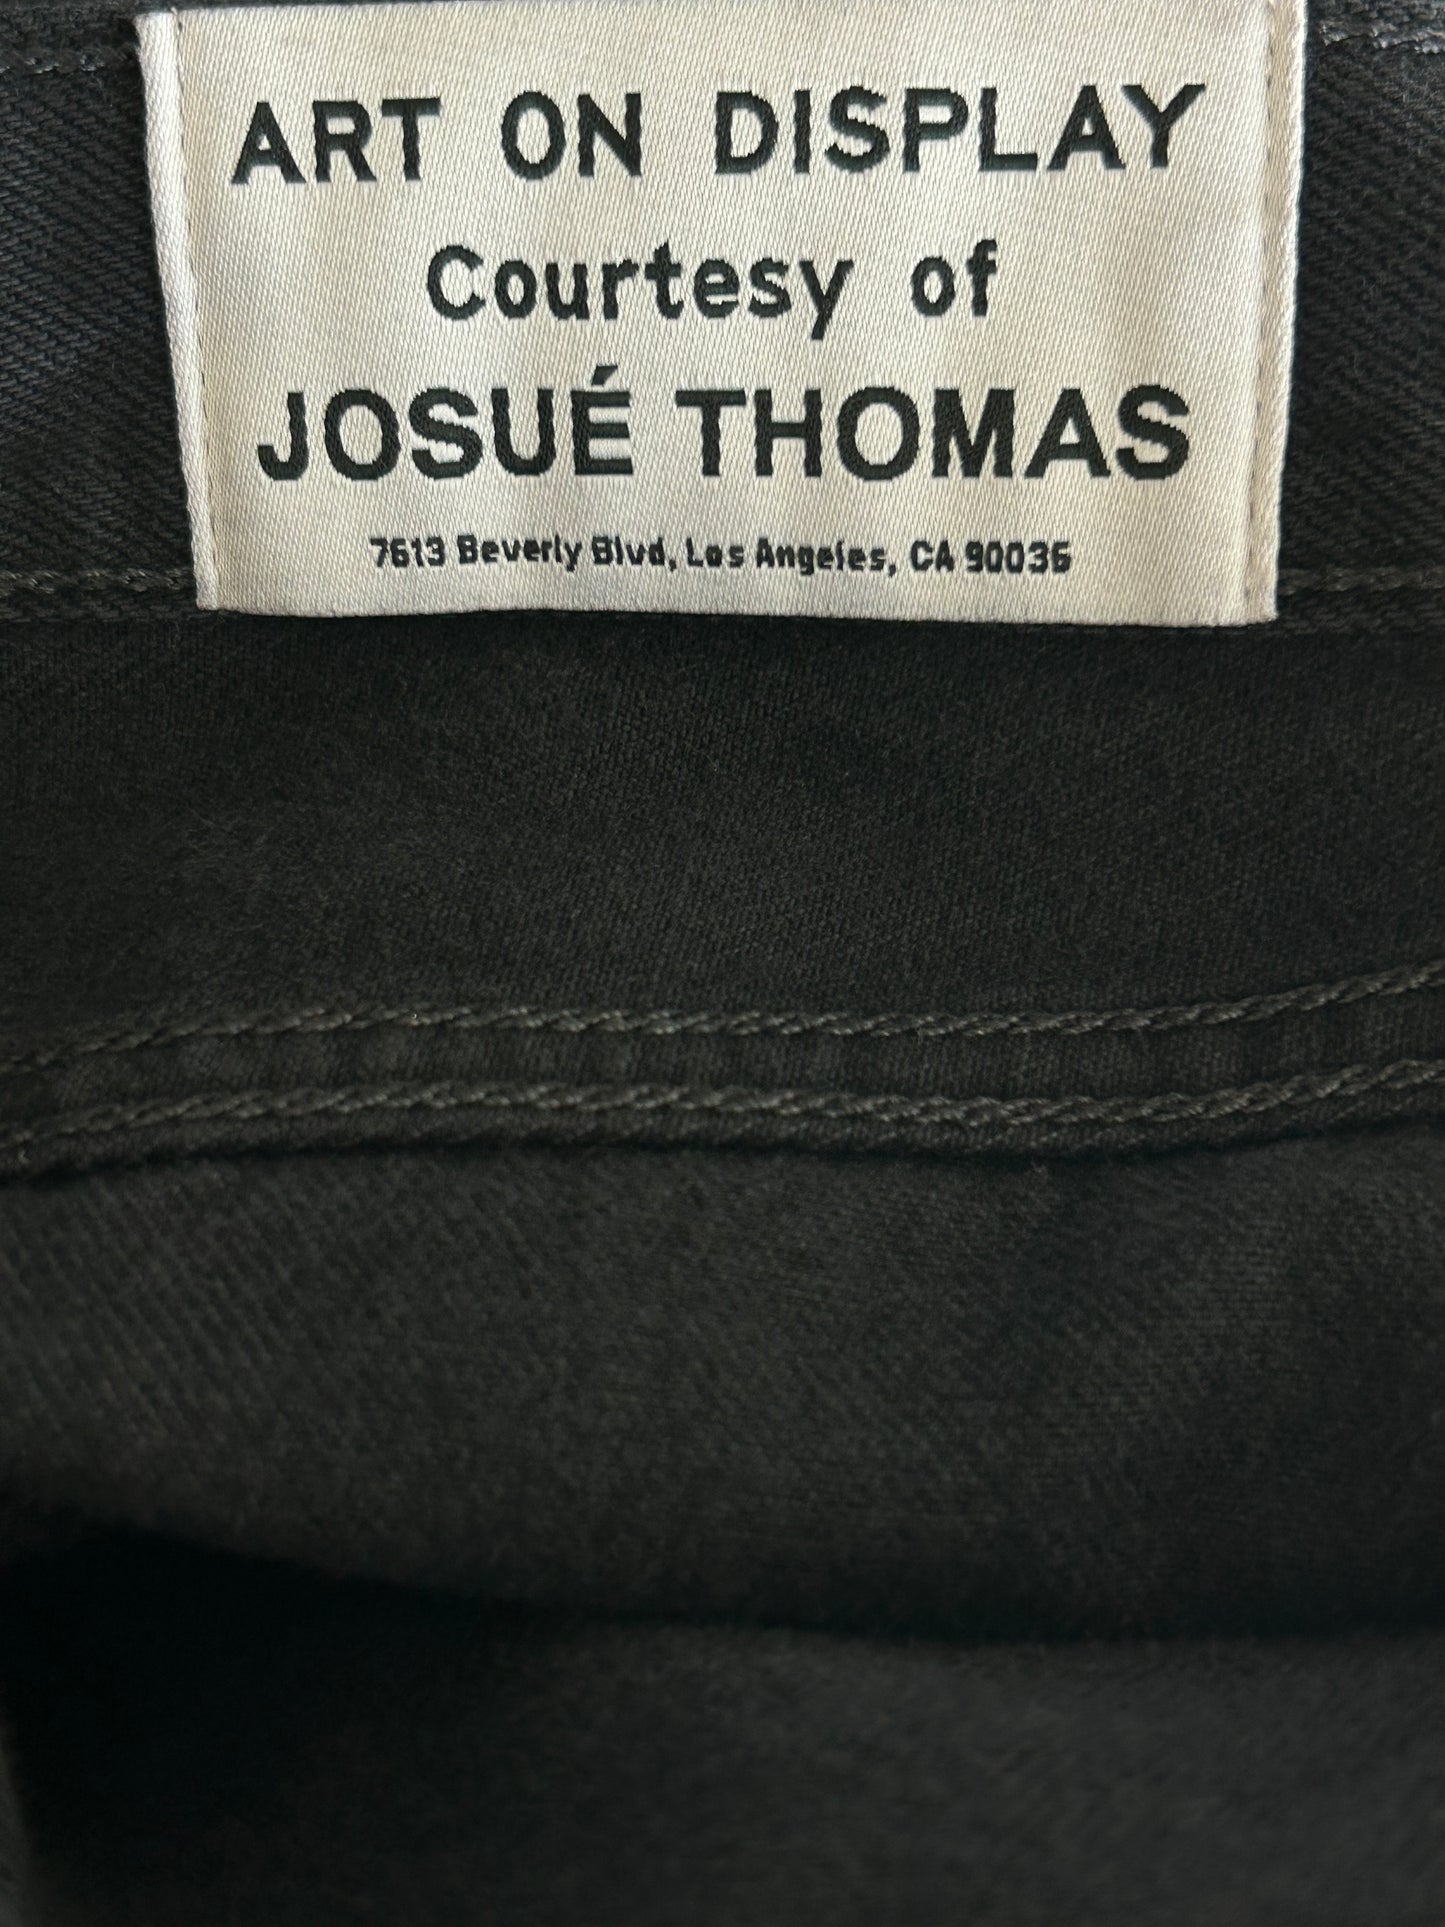 ART ON DISPLAY
Courtesy of
JOSUÉ THOMAS
7613 Beverly Blvd, Los Angeles, CA 90036